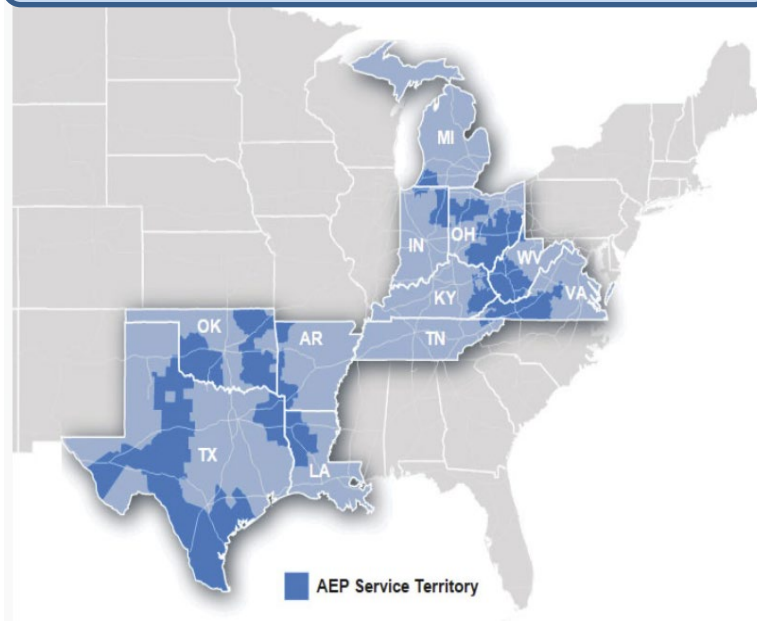 MI
IN
OH
WV
KY
VA
TN
OK
AR
TX
LA
AEP Service Territory